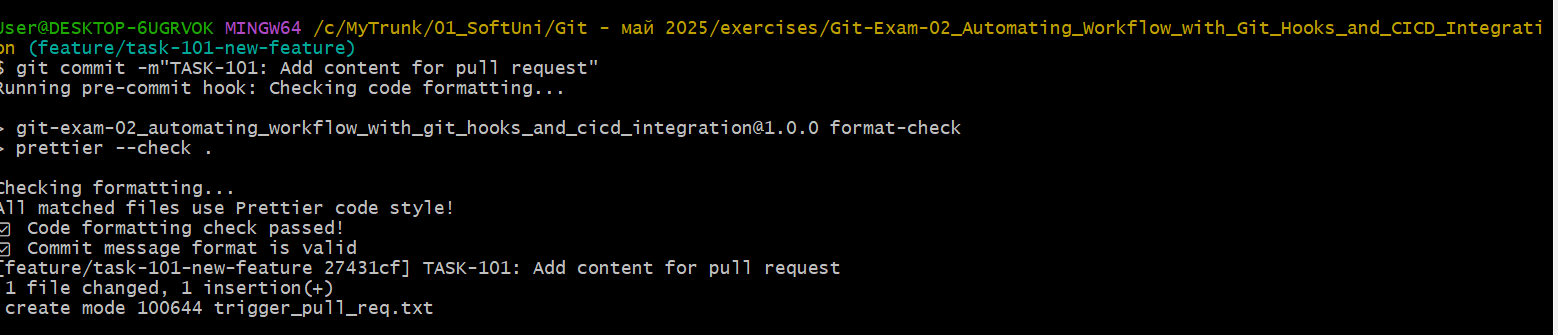 User@DESKTOP-6UGRVOK MINGW64 /c/MyTrunk/01_SoftUni/Git - май 2025/exercises/Git-Exam-02_Automating_Workflow_with_Git_Hooks_and_CICD_Integrati
on (feature/task-101-new-feature)
$ git commit -m"TASK-101: Add content for pull request"
Running pre-commit hook: Checking code formatting...
> git-exam-02_automating_workflow_with_git_hooks_and_cicd_integration@1.0.0 format-check
> prettier --check .
Checking formatting...
All matched files use Prettier code style!
☑ Code formatting check passed!
☑ Commit message format is valid
[feature/task-101-new-feature 27431cf] TASK-101: Add content for pull request
1 file changed, 1 insertion(+)
create mode 100644 trigger_pull_req.txt